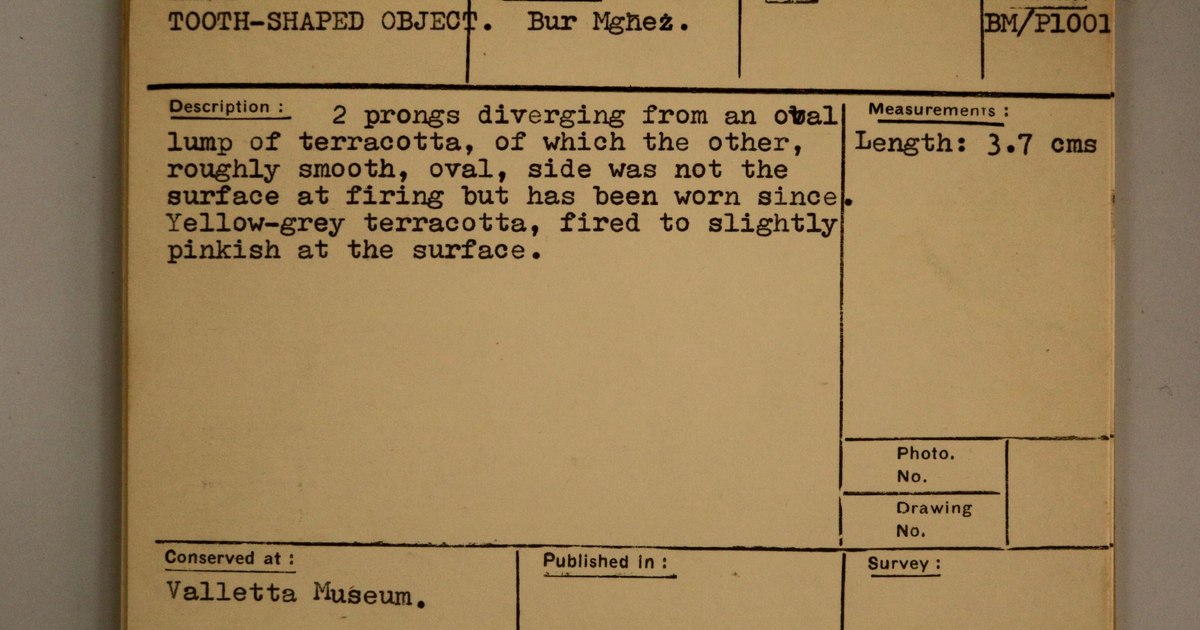 TOOTH-SHAPED OBJECT. Bur Mgħeż. BM/P1001
Description : 2 prongs diverging from an oval
lump of terracotta, of which the other,
roughly smooth, oval, side was not the
surface at firing but has been worn since.
Yellow-grey terracotta, fired to slightly
pinkish at the surface.
Measurements :
Length: 3.7 cms
Photo.
No.
Drawing
No.
Conserved at :
Valletta Museum.
Published in :
Survey :